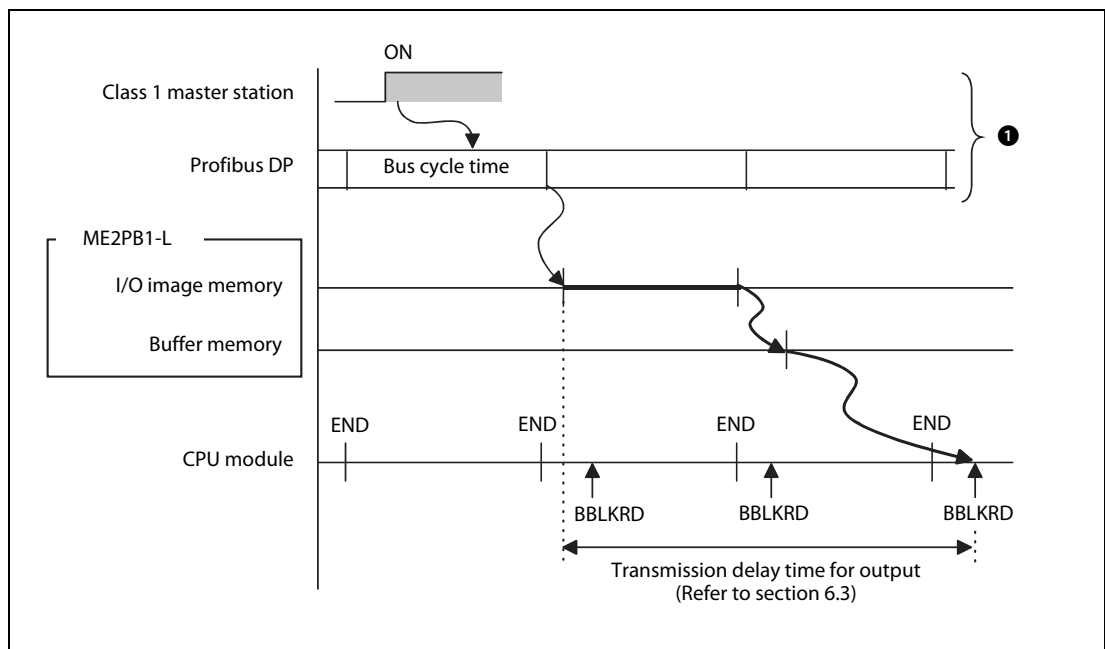 ON
Class 1 master station
❶
Profibus DP
Bus cycle time
ME2PB1-L
I/O image memory
Buffer memory
END
END
END
END
CPU module
BBLKRD
BBLKRD
BBLKRD
Transmission delay time for output
(Refer to section 6.3)